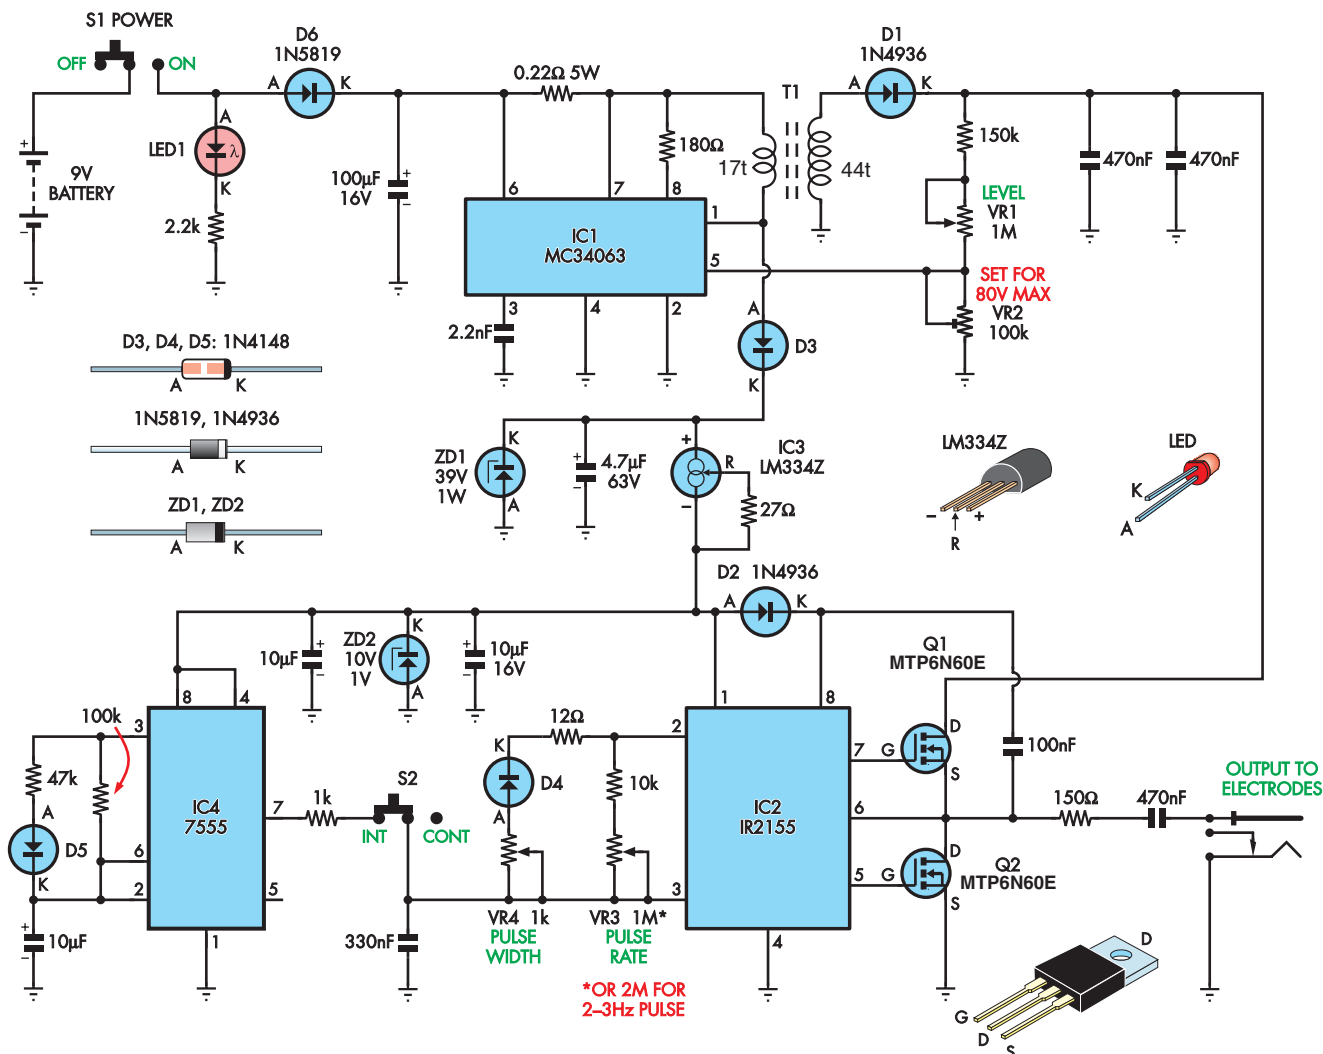 S1 POWER
OFF
ON
D6
1N5819
A
K
0.22Ω 5W
T1
D1
1N4936
A
K
A
LED1
λ
K
2.2k
+
9V
BATTERY
–
100µF
16V
+
–
180Ω
17t
44t
150k
470nF
470nF
LEVEL
VR1
1M
SET FOR
80V MAX
VR2
100k
6
7
8
1
5
IC1
MC34063
3
4
2
2.2nF
A
D3
K
D3, D4, D5: 1N4148
A
K
1N5819, 1N4936
A
K
ZD1, ZD2
A
K
K
ZD1
39V
1W
A
+
4.7µF
63V
–
+
IC3
LM334Z
R
–
27Ω
LM334Z
–
+
R
LED
K
A
D2 1N4936
A
K
10µF
+
–
K
ZD2
10V
1V
A
+
10µF
16V
–
Q1
MTP6N60E
8
4
1
8
100k
3
47k
A
D5
K
IC4
7555
7
6
2
5
1
+
10µF
–
1k
S2
INT
CONT
330nF
12Ω
K
D4
A
10k
VR4 1k
PULSE
WIDTH
VR3 1M*
PULSE
RATE
*OR 2M FOR
2–3Hz PULSE
2
3
IC2
IR2155
7
6
5
4
G
D
S
100nF
150Ω
470nF
OUTPUT TO
ELECTRODES
G
D
S
Q2
MTP6N60E
D
G
D
S